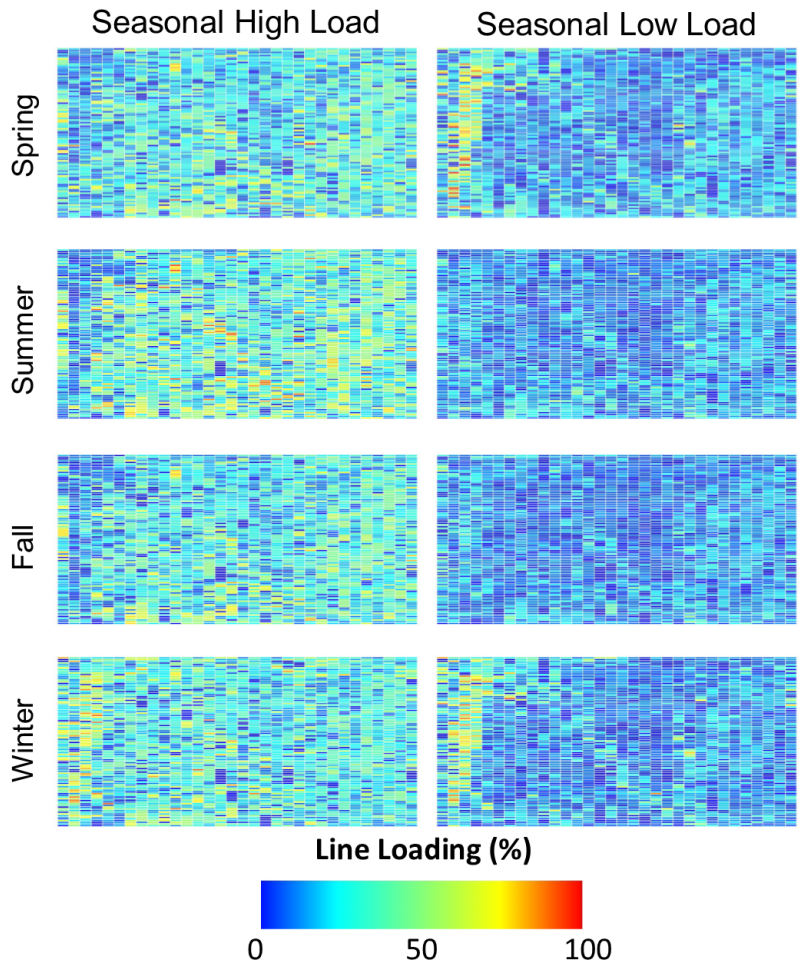 Seasonal High Load
Seasonal Low Load
Spring
Summer
Fall
Winter
Line Loading (%)
0
50
100